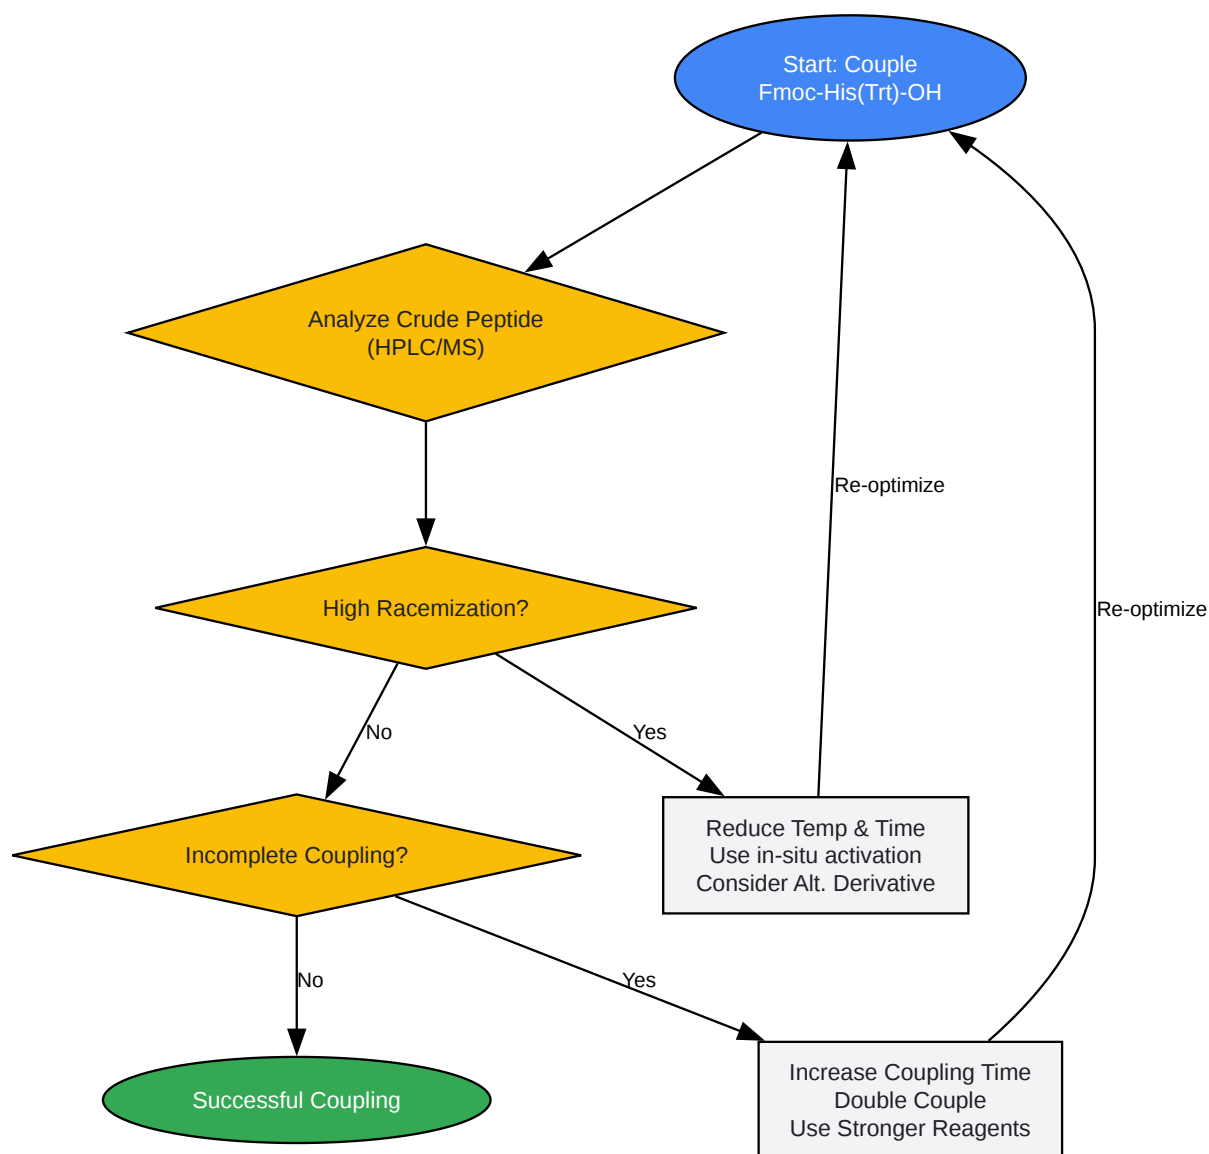 Start: Couple
Fmoc-His(Trt)-OH
Analyze Crude Peptide
(HPLC/MS)
Re-optimize
High Racemization?
Re-optimize
No
Yes
Reduce Temp & Time
Use in-situ activation
Consider Alt. Derivative
Incomplete Coupling?
No
Yes
Successful Coupling
Increase Coupling Time
Double Couple
Use Stronger Reagents